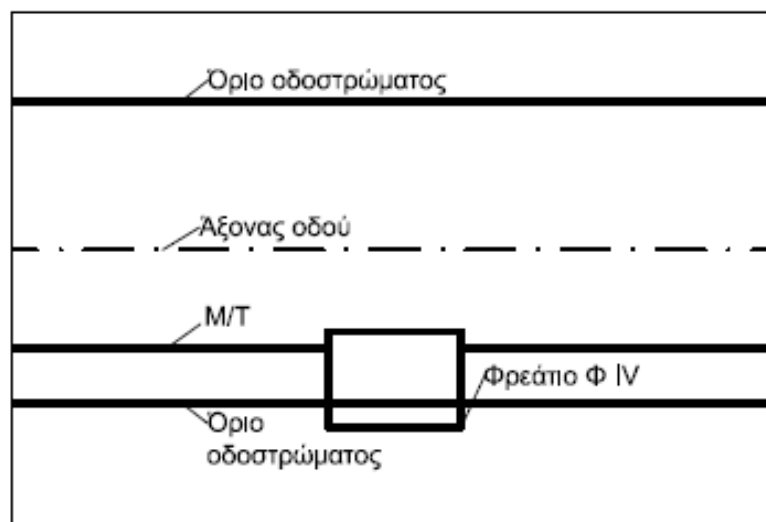 Όριο οδοστρώματος
Άξονας οδού
Μ/Τ
Φρεάτιο Φ IV
Όριο
οδοστρώματος